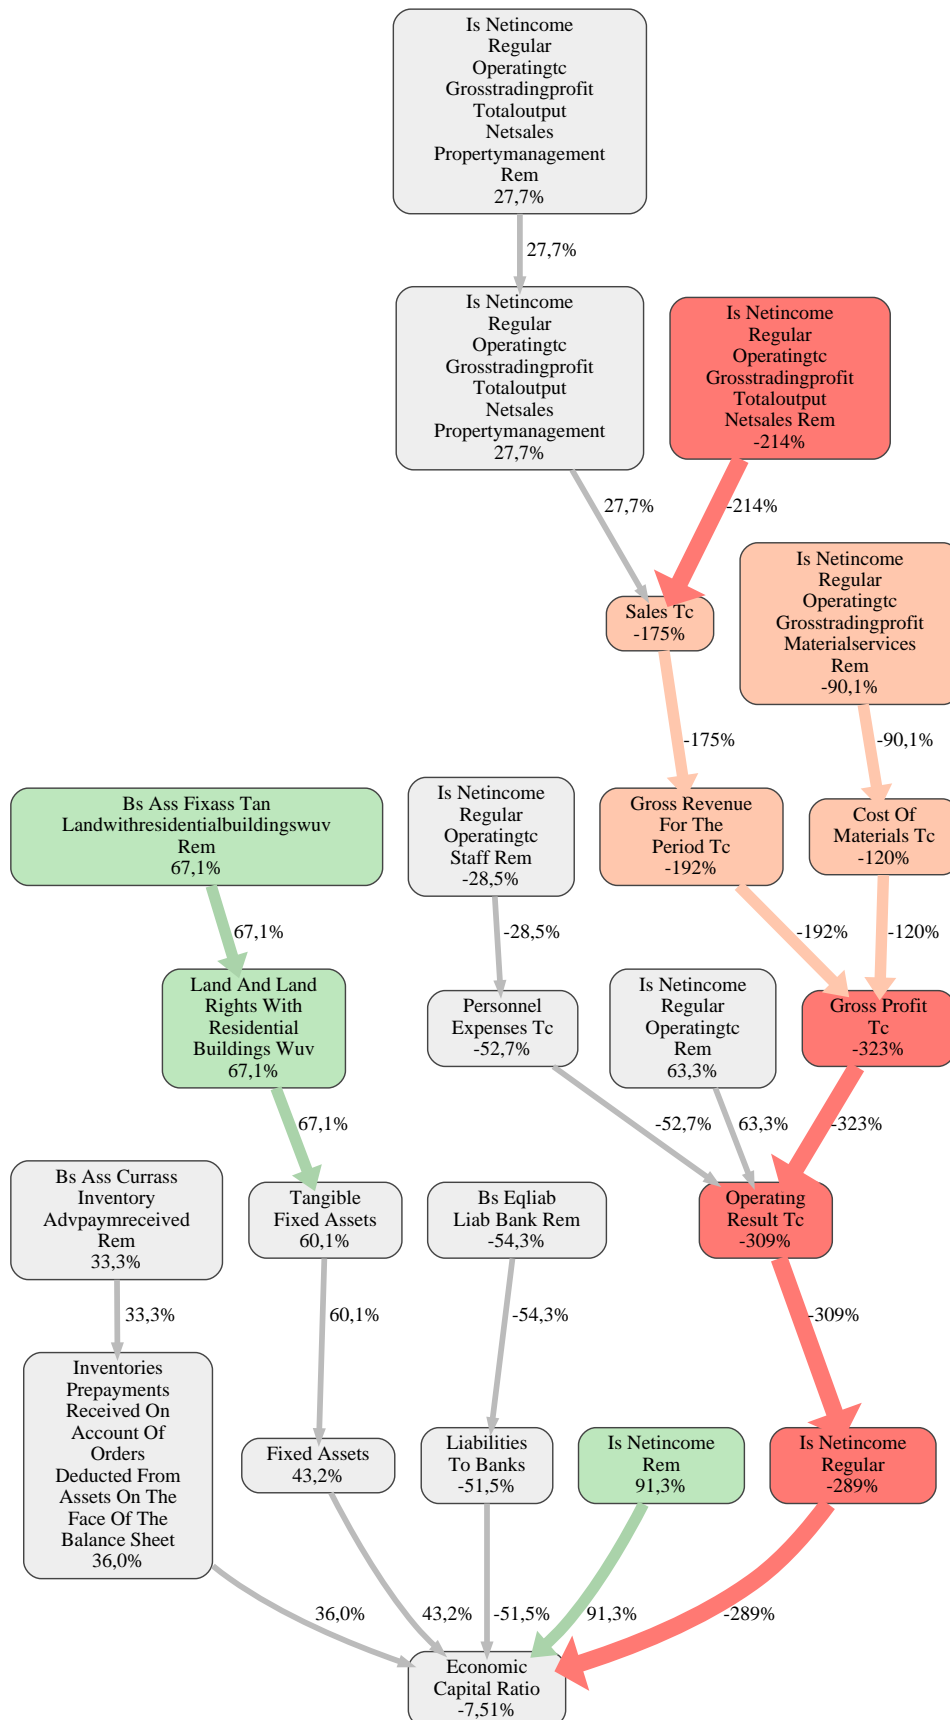 Is Netincome
Regular
Operatingtc
Grosstradingprofit
Totaloutput
Netsales
Propertymanagement
Rem
27,7%
27,7%
Is Netincome
Regular
Operatingtc
Grosstradingprofit
Totaloutput
Netsales
Propertymanagement
27,7%
Is Netincome
Regular
Operatingtc
Grosstradingprofit
Totaloutput
Netsales Rem
-214%
27,7%
-214%
Is Netincome
Regular
Operatingtc
Grosstradingprofit
Materialservices
Rem
-90,1%
Sales Tc
-175%
-175%
-90,1%
Bs Ass Fixass Tan
Landwithresidentialbuildingswuv
Rem
67,1%
Is Netincome
Regular
Operatingtc
Staff Rem
-28,5%
Gross Revenue
For The
Period Tc
-192%
Cost Of
Materials Tc
-120%
67,1%
-28,5%
-192%
-120%
Land And Land
Rights With
Residential
Buildings Wuv
67,1%
Personnel
Expenses Tc
-52,7%
Is Netincome
Regular
Operatingtc
Rem
63,3%
Gross Profit
Tc
-323%
67,1%
-52,7%
63,3%
-323%
Bs Ass Currass
Inventory
Advpaymreceived
Rem
33,3%
Tangible
Fixed Assets
60,1%
Bs Eqliab
Liab Bank Rem
-54,3%
Operating
Result Tc
-309%
33,3%
60,1%
-54,3%
-309%
Inventories
Prepayments
Received On
Account Of
Orders
Deducted From
Assets On The
Face Of The
Balance Sheet
36,0%
Fixed Assets
43,2%
Liabilities
To Banks
-51,5%
Is Netincome
Rem
91,3%
Is Netincome
Regular
-289%
36,0%
43,2%
-51,5%
91,3%
-289%
Economic
Capital Ratio
-7,51%